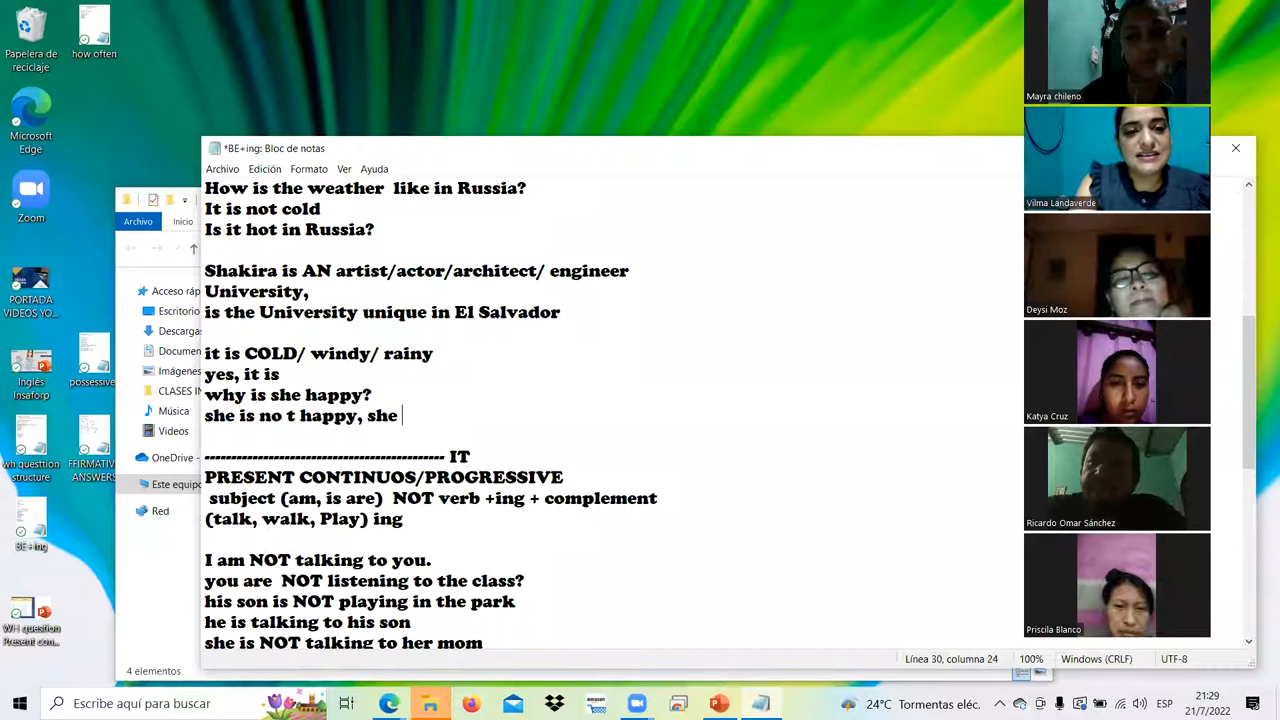 Papelera de
reciclaje
how often
Microsoft
Edge
Zoom
PORTADA
VIDEOS YO...
Inglés
Insaforp
possessive
wh questtion
structure
FFIRMATIV
ANSWERS
BE+ing
WH question
Present con...
Archivo
Inicio
Acceso ráp
Escritorio
Descarga
Documen
Imágenes
CLASES IN
Música
Videos
OneDrive -
Este equipo
Red
4 elementos
*BE+ing: Bloc de notas
Archivo Edición Formato Ver Ayuda
How is the weather  like in Russia?
It is not cold
Is it hot in Russia?
Shakira is AN artist/actor/architect/ engineer
University,
is the University unique in El Salvador
it is COLD/ windy/ rainy
yes, it is
why is she happy?
she is no t happy, she
------------------------------------------- IT
PRESENT CONTINUOS/PROGRESSIVE
subject (am, is are)  NOT verb +ing + complement
(talk, walk, Play) ing
I am NOT talking to you.
you are  NOT listening to the class?
his son is NOT playing in the park
he is talking to his son
she is NOT talking to her mom
Línea 30, columna 24 100% Windows (CRLF) UTF-8
Mayra chileno
Vilma Landaverde
Deysi Moz
Katya Cruz
Ricardo Omar Sánchez
Priscila Blanco
Escribe aquí para buscar
amazon
24°C Tormentas eléc.
ESP
21:29
21/7/2022